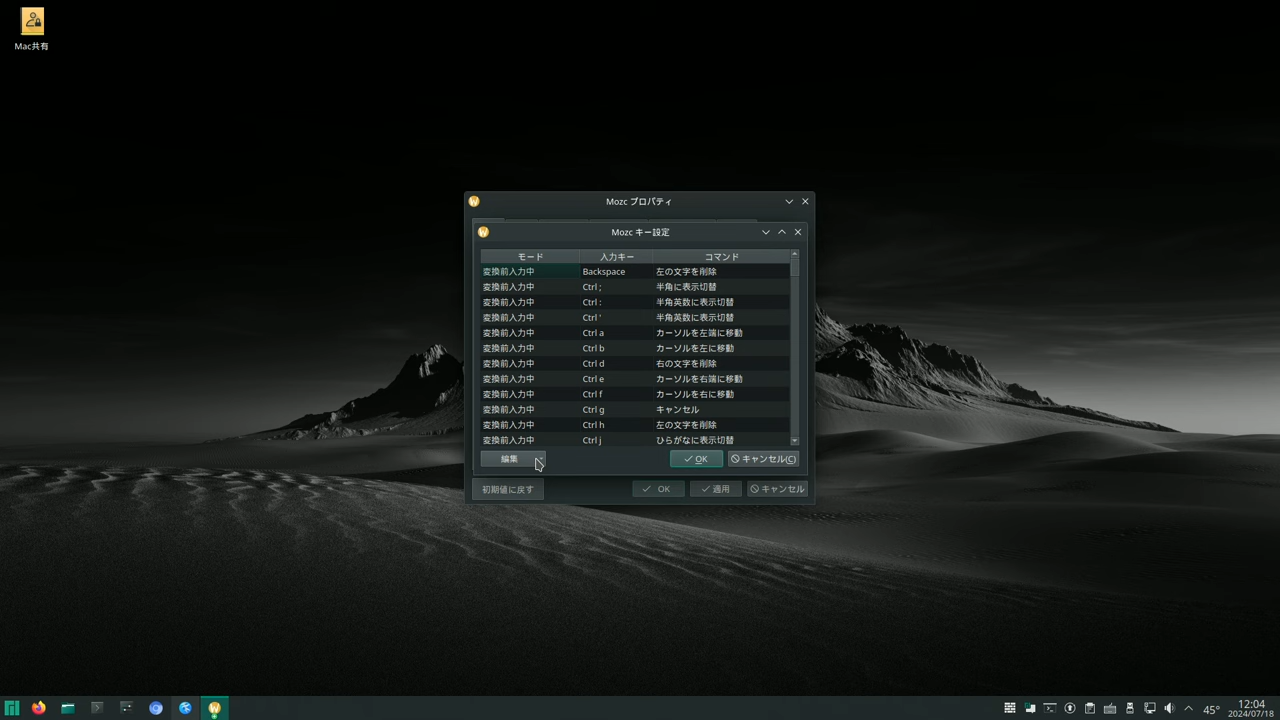 Mac共有
Mozc プロパティ
Mozc キー設定
モード 入力キー コマンド
変換前入力中 Backspace 左の文字を削除
変換前入力中 Ctrl ; 半角に表示切替
変換前入力中 Ctrl : 半角英数に表示切替
変換前入力中 Ctrl ' 半角英数に表示切替
変換前入力中 Ctrl a カーソルを左端に移動
変換前入力中 Ctrl b カーソルを左に移動
変換前入力中 Ctrl d 右の文字を削除
変換前入力中 Ctrl e カーソルを右端に移動
変換前入力中 Ctrl f カーソルを右に移動
変換前入力中 Ctrl g キャンセル
変換前入力中 Ctrl h 左の文字を削除
変換前入力中 Ctrl j ひらがなに表示切替
編集 OK キャンセル(C)
初期値に戻す OK 適用 キャンセル
45° 12:04
2024/07/18